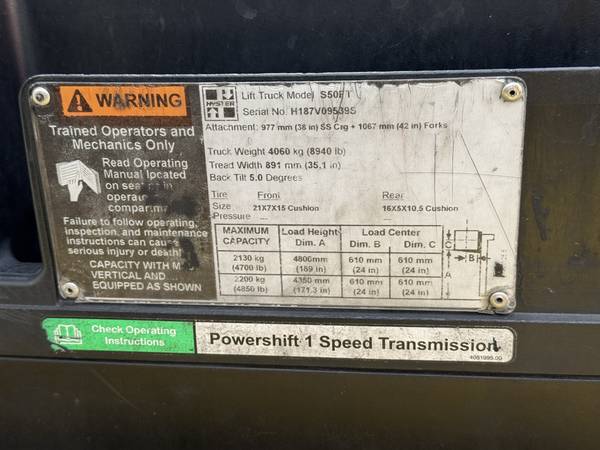 WARNING
Trained Operators and
Mechanics Only
Read Operating
Manual located
on seat in
operator
compartment
Failure to follow operating,
inspection, and maintenance
instructions can cause
serious injury or death!
CAPACITY WITH
VERTICAL AND
EQUIPPED AS SHOWN
HYSTER
Lift Truck Model S50FT
Serial No. H187V09539S
Attachment: 977 mm (38 in) SS Crg + 1067 mm (42 in) Forks
Truck Weight 4060 kg (8940 lb)
Tread Width 891 mm (35.1 in)
Back Tilt 5.0 Degrees
Tire Front Rear
Size 21X7X15 Cushion 16X5X10.5 Cushion
Pressure -- --
MAXIMUM CAPACITY Load Height Dim. A Load Center Dim. B Dim. C
2130 kg (4700 lb) 4800mm (189 in) 610 mm (24 in) 610 mm (24 in)
2200 kg (4850 lb) 4350 mm (171.3 in) 610 mm (24 in) 610 mm (24 in)
C
B
A
Check Operating
Instructions
Powershift 1 Speed Transmission